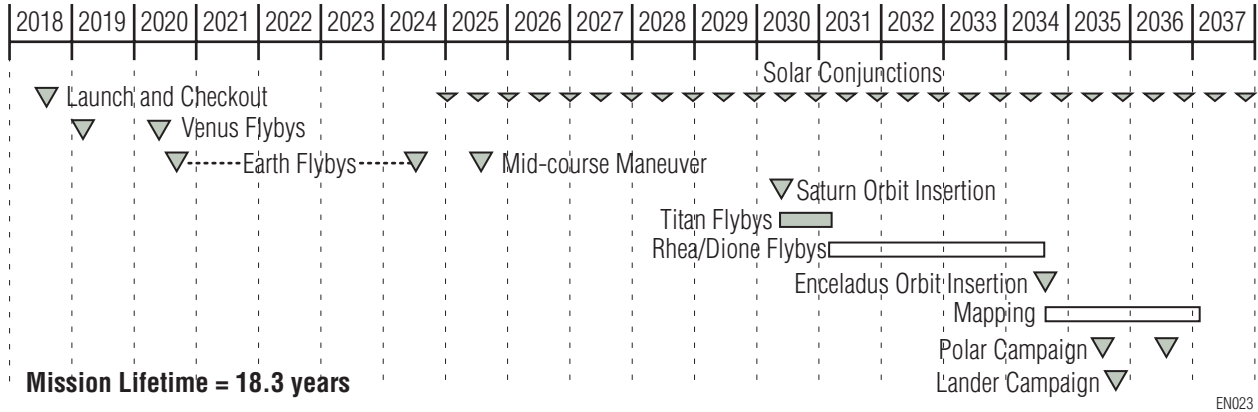 2018 2019 2020 2021 2022 2023 2024 2025 2026 2027 2028 2029 2030 2031 2032 2033 2034 2035 2036 2037
Solar Conjunctions
Launch and Checkout
Venus Flybys
Earth Flybys Mid-course Maneuver
Saturn Orbit Insertion
Titan Flybys
Rhea/Dione Flybys
Enceladus Orbit Insertion
Mapping
Polar Campaign
Mission Lifetime = 18.3 years Lander Campaign
EN023